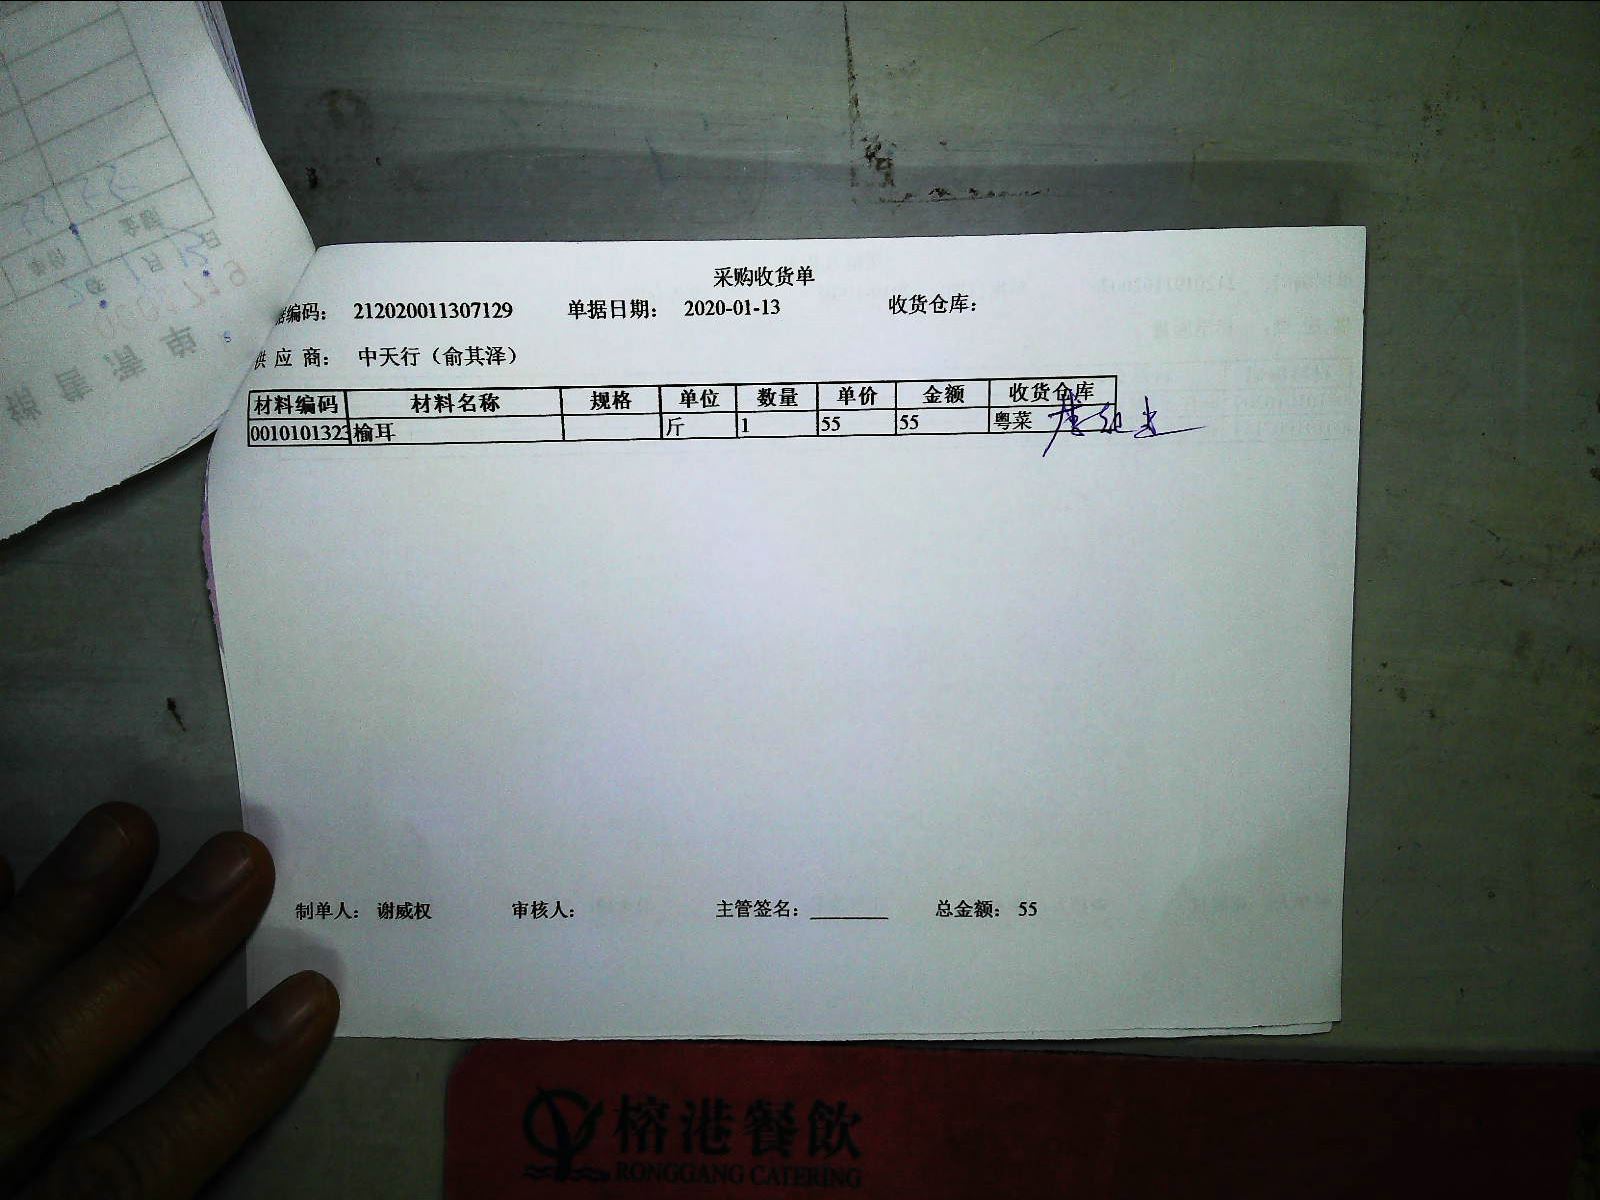 采购收货单
据编码： 212020011307129 单据日期： 2020-01-13 收货仓库：
供应商： 中天行（俞其泽）
材料编码 材料名称 规格 单位 数量 单价 金额 收货仓库
0010101323 榆耳 斤 1 55 55 粤菜
制单人： 谢威权 审核人： 主管签名： 总金额： 55
榕港餐飲
RONGGANG CATERING